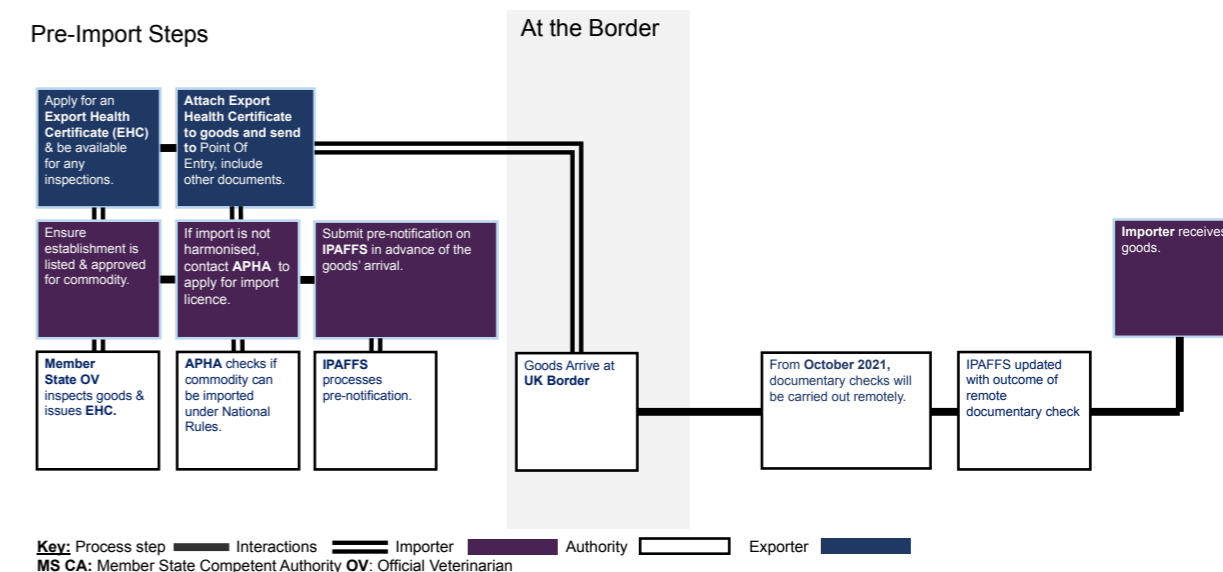 Pre-Import Steps
At the Border
Apply for an
Export Health
Certificate (EHC)
& be available
for any
inspections.
Attach Export
Health Certificate
to goods and send
to Point Of
Entry, include
other documents.
Ensure
establishment is
listed & approved
for commodity.
If import is not
harmonised,
contact APHA to
apply for import
licence.
Submit pre-notification on
IPAFFS in advance of the
goods' arrival.
Importer receives
goods.
Member
State OV
inspects goods &
issues EHC.
APHA checks if
commodity can
be imported
under National
Rules.
IPAFFS
processes
pre-notification.
Goods Arrive at
UK Border
From October 2021,
documentary checks will
be carried out remotely.
IPAFFS updated
with outcome of
remote
documentary check
Key: Process step Interactions Importer Authority Exporter
MS CA: Member State Competent Authority OV: Official Veterinarian